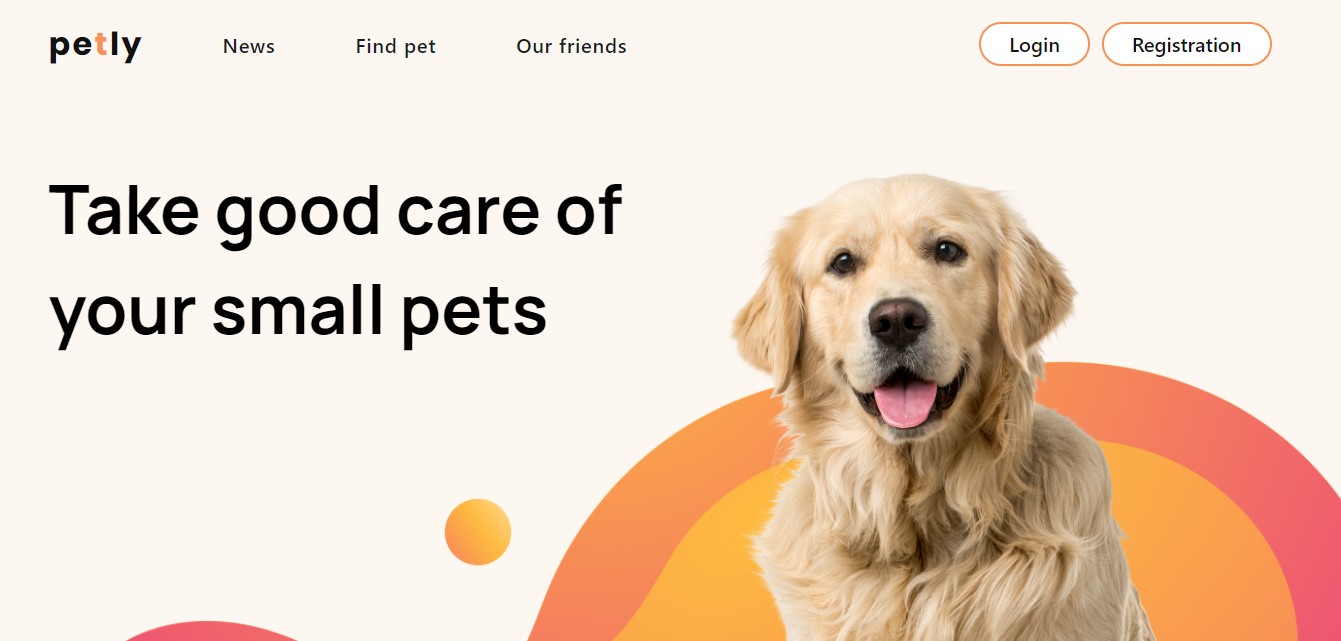 petly News Find pet Our friends Login Registration
Take good care of
your small pets